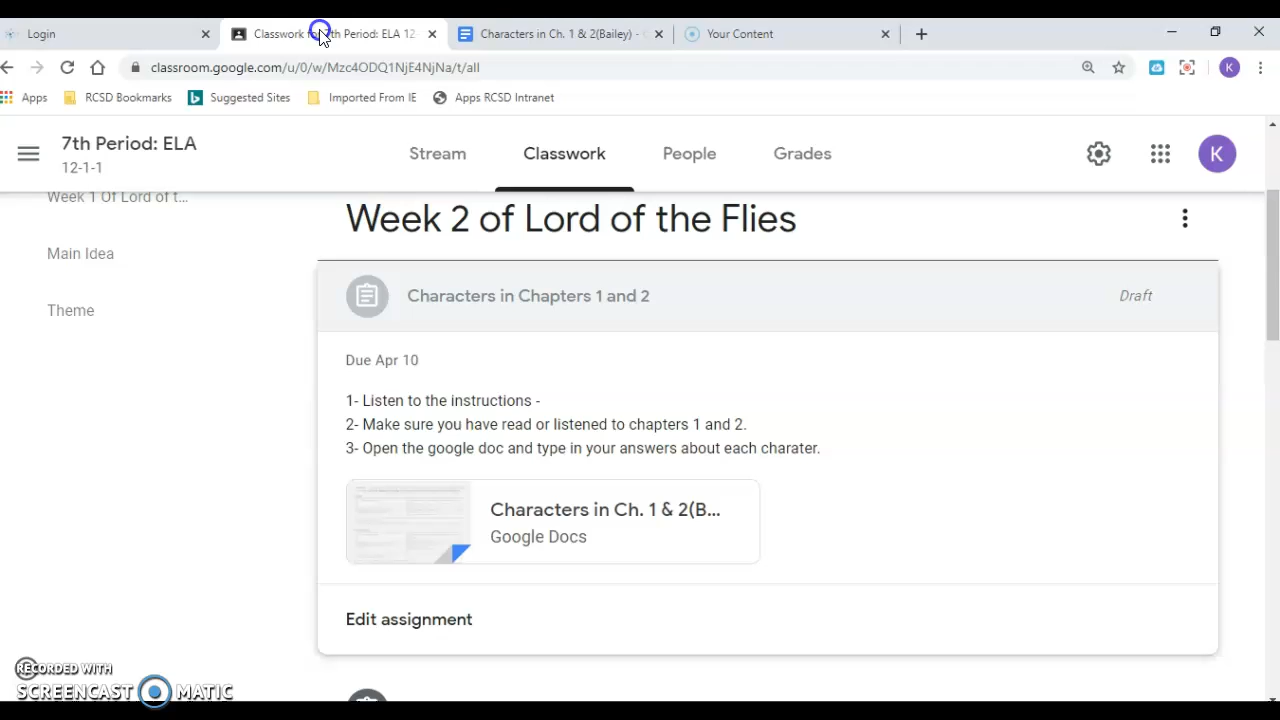 Login
Classwork for 7th Period: ELA 12
Characters in Ch. 1 & 2(Bailey) -
Your Content
classroom.google.com/u/0/w/Mzc4ODQ1NjE4NjNa/t/all
K
Apps
RCSD Bookmarks
Suggested Sites
Imported From IE
Apps RCSD Intranet
7th Period: ELA
12-1-1
Stream
Classwork
People
Grades
K
Week 1 Of Lord of t...
Main Idea
Theme
Week 2 of Lord of the Flies
Characters in Chapters 1 and 2
Draft
Due Apr 10
1- Listen to the instructions -
2- Make sure you have read or listened to chapters 1 and 2.
3- Open the google doc and type in your answers about each charater.
Characters in Ch. 1 & 2(B...
Google Docs
Edit assignment
RECORDED WITH
SCREENCAST MATIC